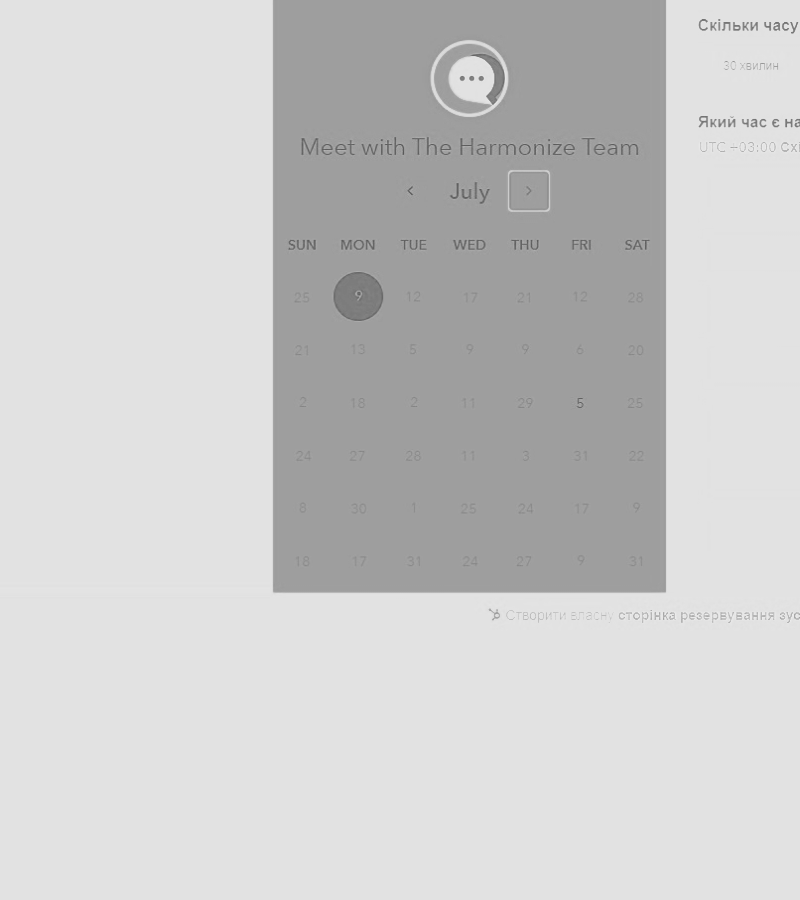 Meet with The Harmonize Team
July
SUN MON TUE WED THU FRI SAT
25 9 12 17 21 12 28
21 13 5 9 9 6 20
2 18 2 11 29 5 25
24 27 28 11 3 31 22
8 30 1 25 24 17 9
18 17 31 24 27 9 31
Скільки часу
30 хвилин
Який час є на
UTC −03:00 Схі
Створити власну сторінка резервування зус